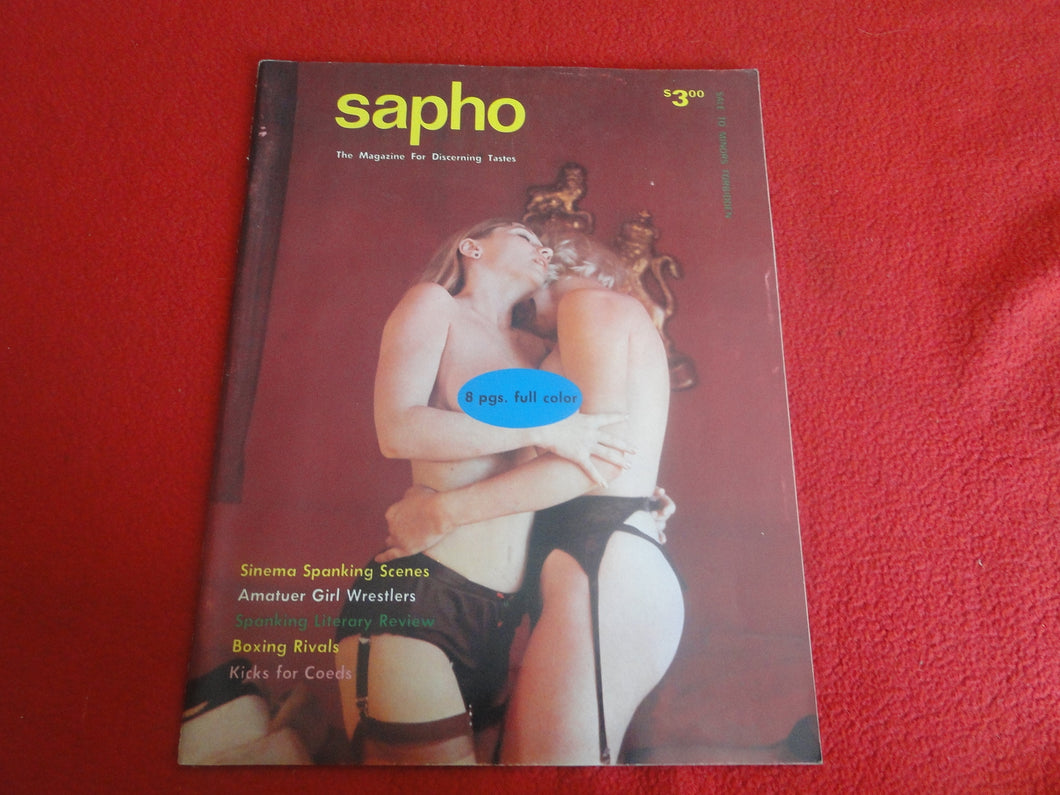 sapho
$3.00
The Magazine For Discerning Tastes
SALE TO MINORS FORBIDDEN
8 pgs. full color
Sinema Spanking Scenes
Amatuer Girl Wrestlers
Spanking Literary Review
Boxing Rivals
Kicks for Coeds